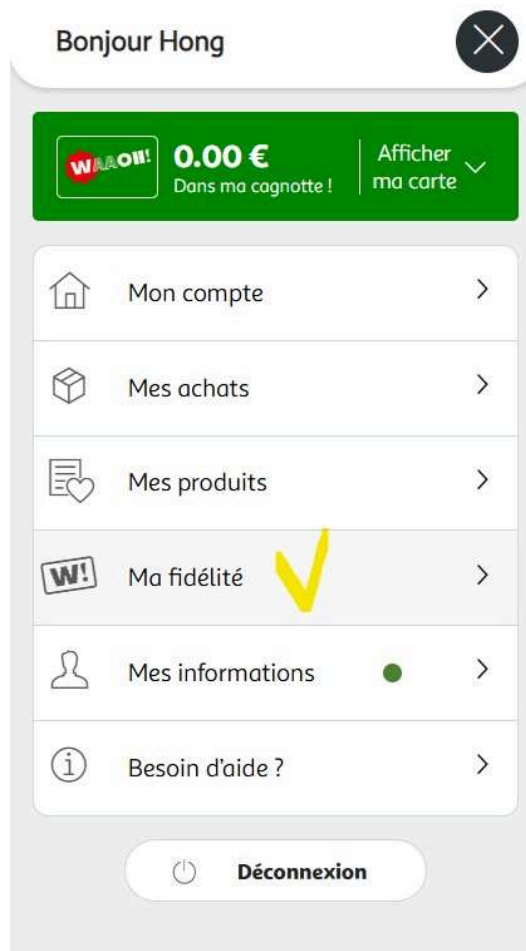 Bonjour Hong
WAAOH!
0.00 €
Dans ma cagnotte !
Afficher
ma carte
Mon compte
Mes achats
Mes produits
W!
Ma fidélité
Mes informations
Besoin d'aide ?
Déconnexion